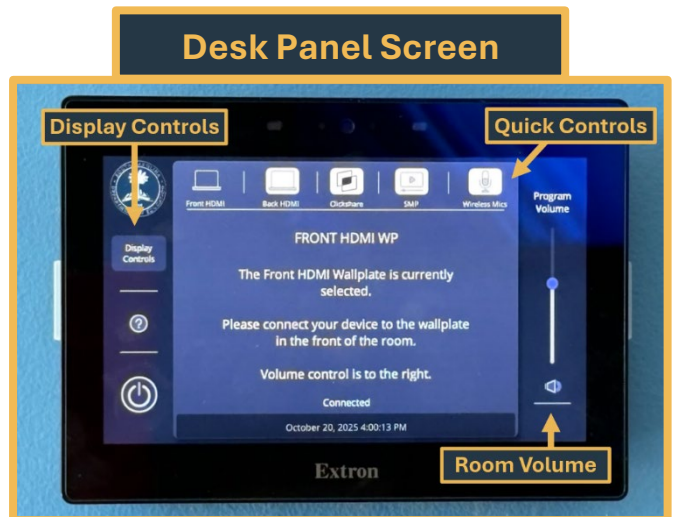 Desk Panel Screen
Display Controls
Quick Controls
Front HDMI
Back HDMI
Clickshare
SMP
Wireless Mics
Program
Volume
Display
Controls
FRONT HDMI WP
The Front HDMI Wallplate is currently
selected.
?
Please connect your device to the wallplate
in the front of the room.
Volume control is to the right.
Connected
October 20, 2025 4:00:13 PM
Extron
Room Volume